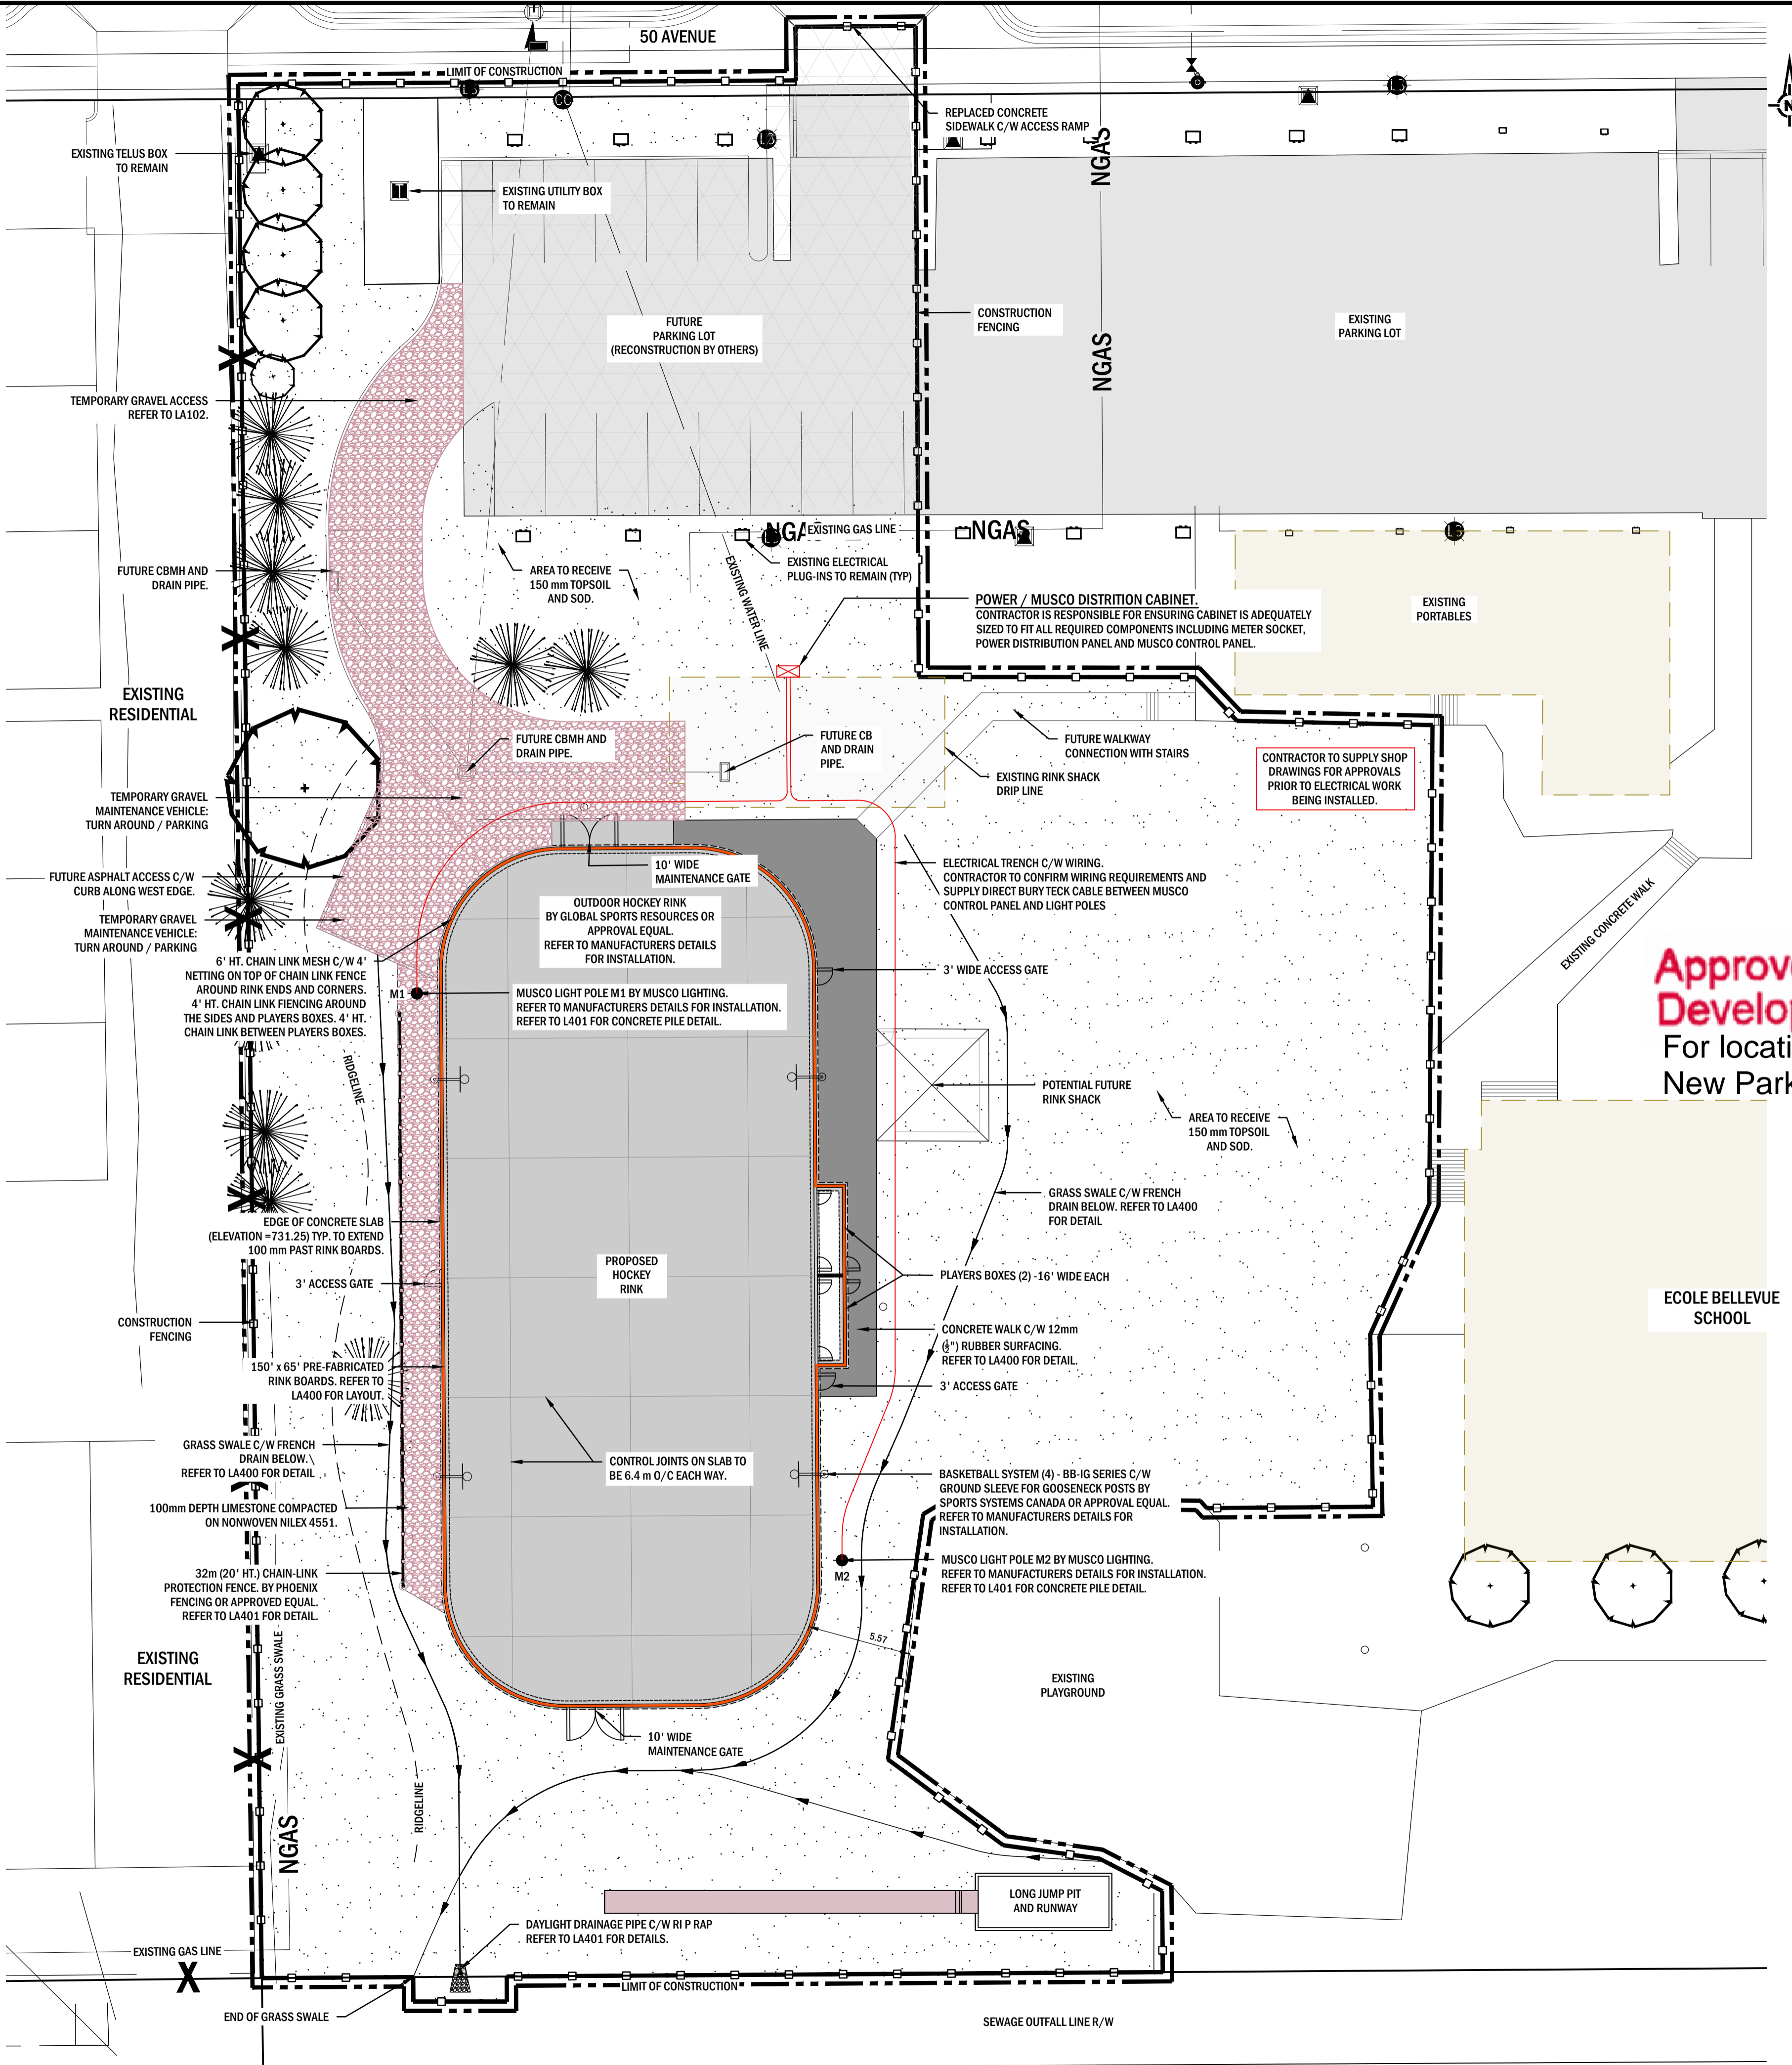 50 AVENUE
LIMIT OF CONSTRUCTION
N
L3
CC
L3
L3
REPLACED CONCRETE
SIDEWALK C/W ACCESS RAMP
NGAS
EXISTING TELUS BOX
TO REMAIN
T
EXISTING UTILITY BOX
TO REMAIN
CONSTRUCTION
FENCING
FUTURE
PARKING LOT
(RECONSTRUCTION BY OTHERS)
EXISTING
PARKING LOT
NGAS
X
TEMPORARY GRAVEL ACCESS
REFER TO LA102.
EXISTING GAS LINE
NGAS
L3
EXISTING ELECTRICAL
PLUG-INS TO REMAIN (TYP)
EXISTING WATER LINE
AREA TO RECEIVE
150 mm TOPSOIL
AND SOD.
FUTURE CBMH AND
DRAIN PIPE.
POWER / MUSCO DISTRITION CABINET.
CONTRACTOR IS RESPONSIBLE FOR ENSURING CABINET IS ADEQUATELY
SIZED TO FIT ALL REQUIRED COMPONENTS INCLUDING METER SOCKET,
POWER DISTRIBUTION PANEL AND MUSCO CONTROL PANEL.
EXISTING
PORTABLES
X
EXISTING
RESIDENTIAL
FUTURE CBMH AND
DRAIN PIPE.
FUTURE CB
AND DRAIN
PIPE.
FUTURE WALKWAY
CONNECTION WITH STAIRS
EXISTING RINK SHACK
DRIP LINE
CONTRACTOR TO SUPPLY SHOP
DRAWINGS FOR APPROVALS
PRIOR TO ELECTRICAL WORK
BEING INSTALLED.
TEMPORARY GRAVEL
MAINTENANCE VEHICLE:
TURN AROUND / PARKING
10' WIDE
MAINTENANCE GATE
FUTURE ASPHALT ACCESS C/W
CURB ALONG WEST EDGE.
ELECTRICAL TRENCH C/W WIRING.
CONTRACTOR TO CONFIRM WIRING REQUIREMENTS AND
SUPPLY DIRECT BURY TECK CABLE BETWEEN MUSCO
CONTROL PANEL AND LIGHT POLES
EXISTING CONCRETE WALK
OUTDOOR HOCKEY RINK
BY GLOBAL SPORTS RESOURCES OR
APPROVAL EQUAL.
REFER TO MANUFACTURERS DETAILS
FOR INSTALLATION.
X
TEMPORARY GRAVEL
MAINTENANCE VEHICLE:
TURN AROUND / PARKING
6' HT. CHAIN LINK MESH C/W 4'
NETTING ON TOP OF CHAIN LINK FENCE
AROUND RINK ENDS AND CORNERS.
4' HT. CHAIN LINK FIENCING AROUND
THE SIDES AND PLAYERS BOXES. 4' HT.
CHAIN LINK BETWEEN PLAYERS BOXES.
3' WIDE ACCESS GATE
M1
MUSCO LIGHT POLE M1 BY MUSCO LIGHTING.
REFER TO MANUFACTURERS DETAILS FOR INSTALLATION.
REFER TO L401 FOR CONCRETE PILE DETAIL.
Approv
Develo
For locati
New Park
RIDGELINE
POTENTIAL FUTURE
RINK SHACK
AREA TO RECEIVE
150 mm TOPSOIL
AND SOD.
X
GRASS SWALE C/W FRENCH
DRAIN BELOW. REFER TO LA400
FOR DETAIL
EDGE OF CONCRETE SLAB
(ELEVATION =731.25) TYP. TO EXTEND
100 mm PAST RINK BOARDS.
PROPOSED
HOCKEY
RINK
3' ACCESS GATE
PLAYERS BOXES (2) -16' WIDE EACH
ECOLE BELLEVUE
SCHOOL
CONSTRUCTION
FENCING
CONCRETE WALK C/W 12mm
(½") RUBBER SURFACING.
REFER TO LA400 FOR DETAIL.
150' x 65' PRE-FABRICATED
RINK BOARDS. REFER TO
LA400 FOR LAYOUT.
3' ACCESS GATE
GRASS SWALE C/W FRENCH
DRAIN BELOW.
REFER TO LA400 FOR DETAIL
CONTROL JOINTS ON SLAB TO
BE 6.4 m O/C EACH WAY.
BASKETBALL SYSTEM (4) - BB-IG SERIES C/W
GROUND SLEEVE FOR GOOSENECK POSTS BY
SPORTS SYSTEMS CANADA OR APPROVAL EQUAL.
REFER TO MANUFACTURERS DETAILS FOR
INSTALLATION.
100mm DEPTH LIMESTONE COMPACTED
ON NONWOVEN NILEX 4551.
MUSCO LIGHT POLE M2 BY MUSCO LIGHTING.
REFER TO MANUFACTURERS DETAILS FOR INSTALLATION.
REFER TO L401 FOR CONCRETE PILE DETAIL.
M2
32m (20' HT.) CHAIN-LINK
PROTECTION FENCE. BY PHOENIX
FENCING OR APPROVED EQUAL.
REFER TO LA401 FOR DETAIL.
5.57
EXISTING
RESIDENTIAL
EXISTING GRASS SWALE
EXISTING
PLAYGROUND
X
10' WIDE
MAINTENANCE GATE
RIDGELINE
NGAS
LONG JUMP PIT
AND RUNWAY
DAYLIGHT DRAINAGE PIPE C/W RI P RAP
REFER TO LA401 FOR DETAILS.
EXISTING GAS LINE
X
LIMIT OF CONSTRUCTION
END OF GRASS SWALE
SEWAGE OUTFALL LINE R/W